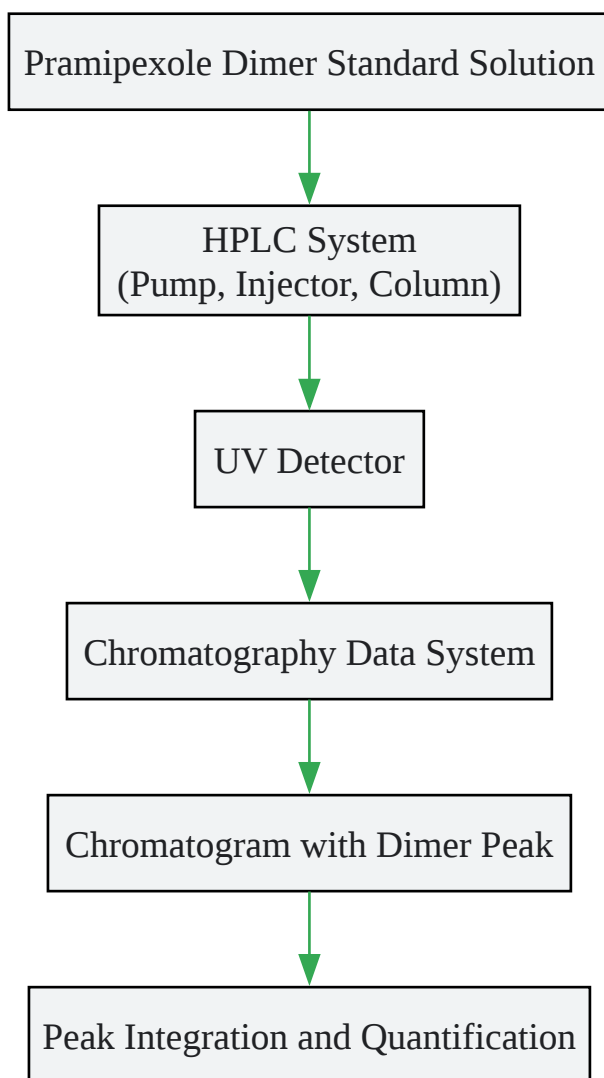 Pramipexole Dimer Standard Solution
HPLC System
(Pump, Injector, Column)
UV Detector
Chromatography Data System
Chromatogram with Dimer Peak
Peak Integration and Quantification